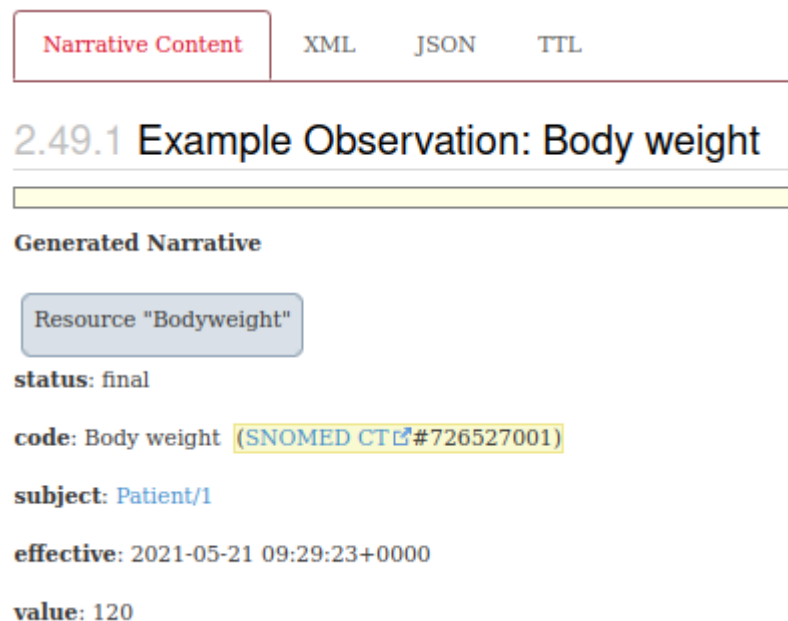 Narrative Content XML JSON TTL
2.49.1 Example Observation: Body weight
Generated Narrative
Resource "Bodyweight"
status: final
code: Body weight (SNOMED CT#726527001)
subject: Patient/1
effective: 2021-05-21 09:29:23+0000
value: 120